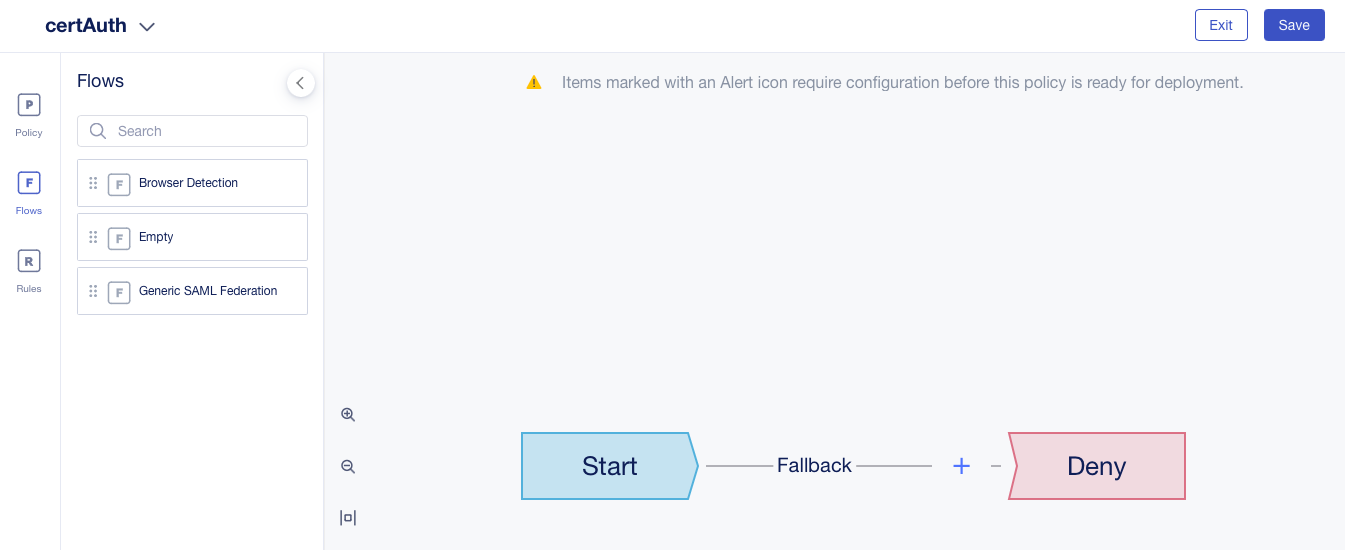 certAuth
Exit
Save
P
Policy
F
Flows
R
Rules
Flows
Search
F Browser Detection
F Empty
F Generic SAML Federation
Items marked with an Alert icon require configuration before this policy is ready for deployment.
Start
Fallback
+
Deny